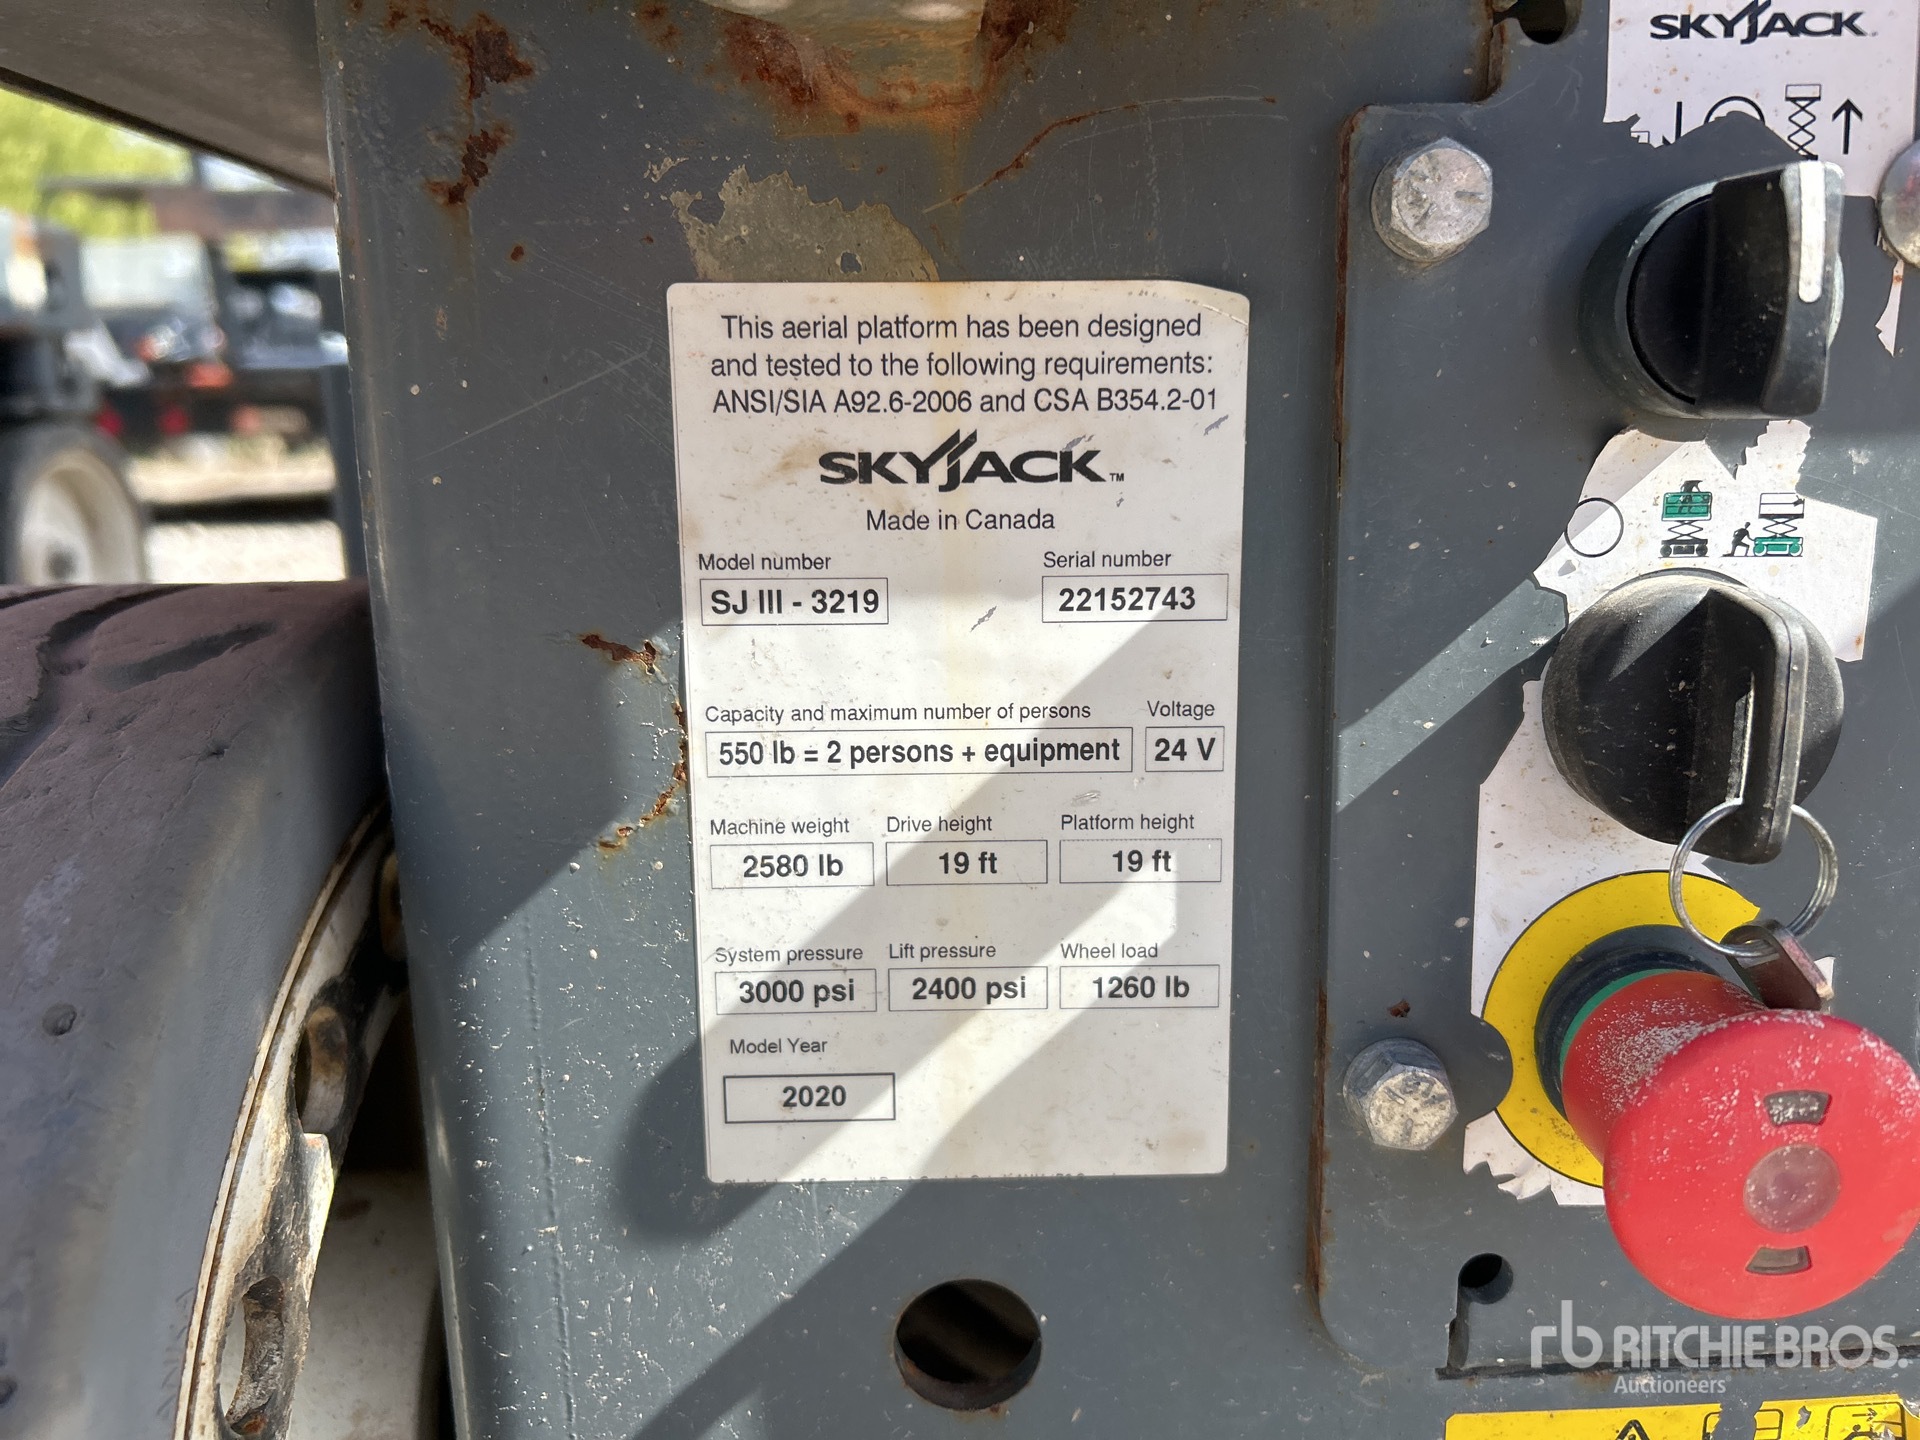 SKYJACK
This aerial platform has been designed
and tested to the following requirements:
ANSI/SIA A92.6-2006 and CSA B354.2-01
SKYJACK™
Made in Canada
Model number Serial number
SJ III - 3219 22152743
Capacity and maximum number of persons Voltage
550 lb = 2 persons + equipment 24 V
Machine weight Drive height Platform height
2580 lb 19 ft 19 ft
System pressure Lift pressure Wheel load
3000 psi 2400 psi 1260 lb
Model Year
2020
rb RITCHIE BROS.
Auctioneers